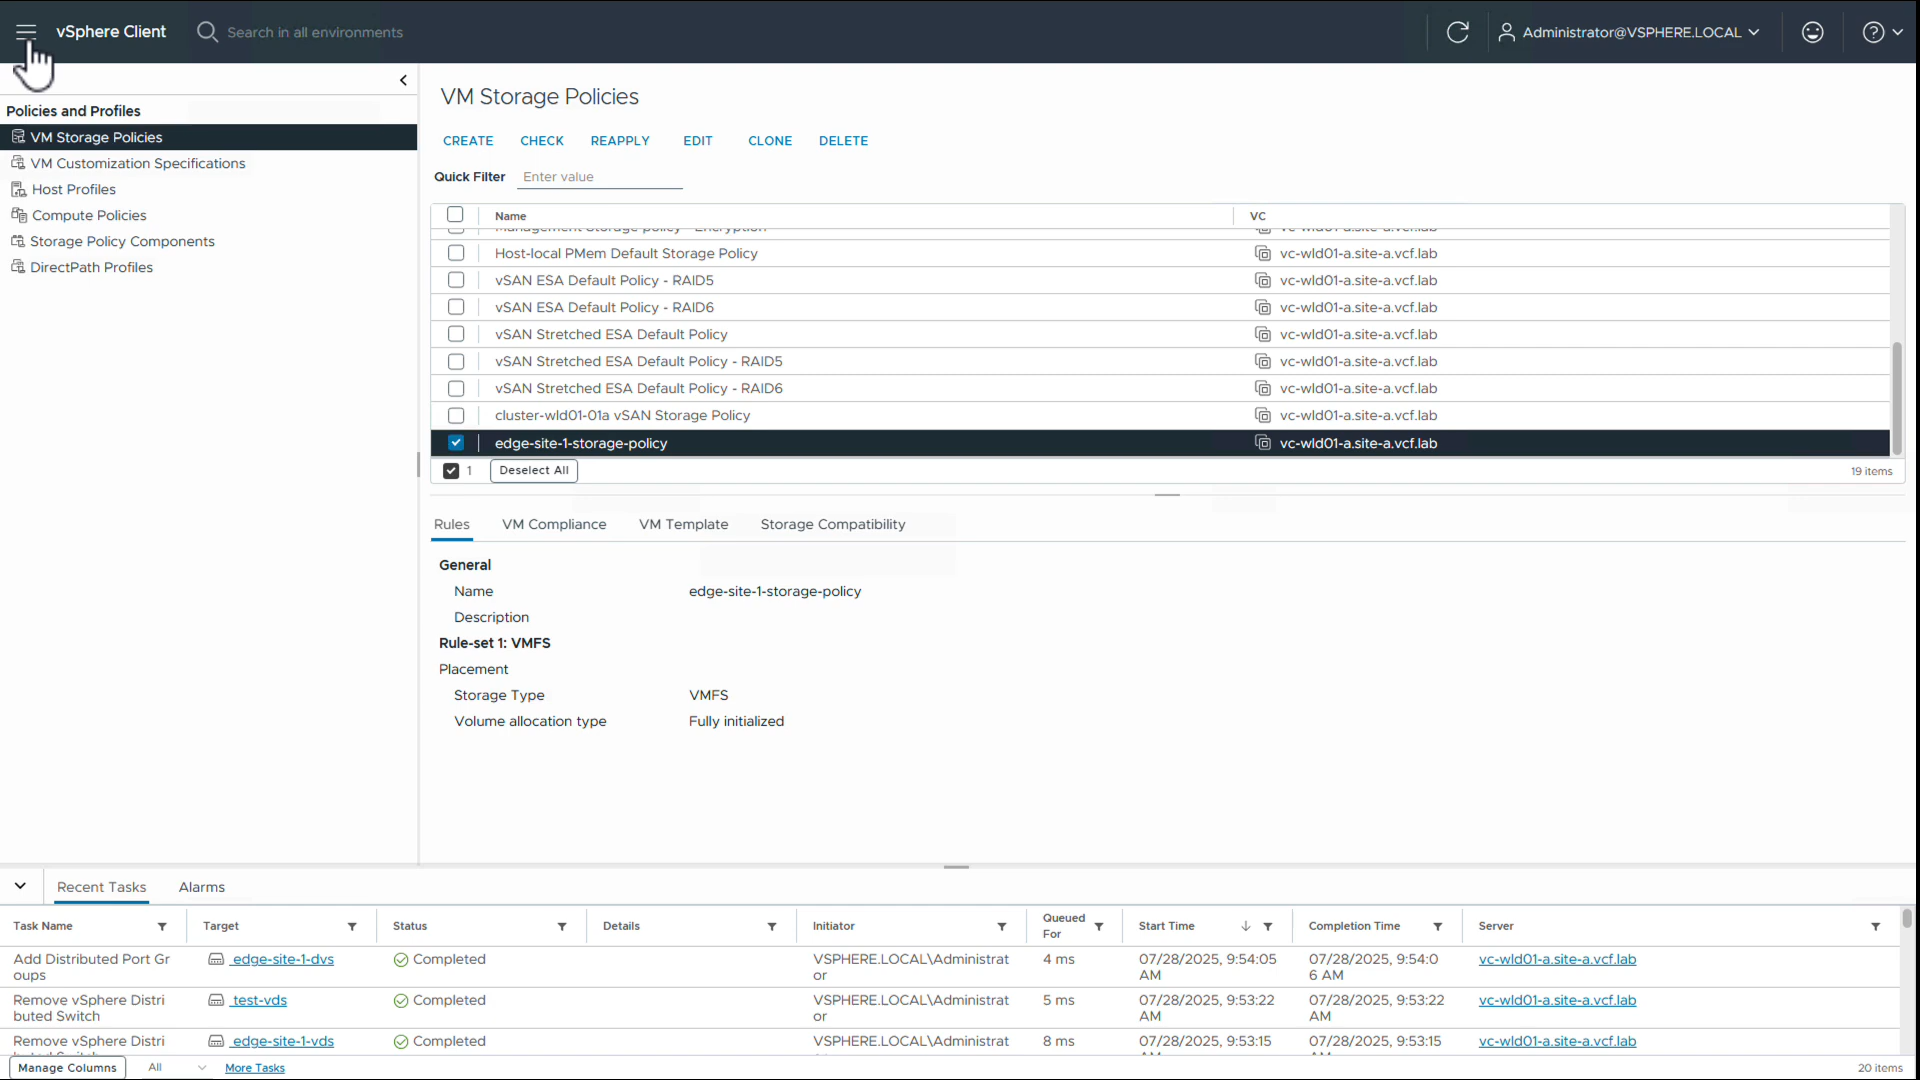 vSphere Client
Search in all environments
Administrator@VSPHERE.LOCAL
Policies and Profiles
VM Storage Policies
VM Customization Specifications
Host Profiles
Compute Policies
Storage Policy Components
DirectPath Profiles
VM Storage Policies
CREATE CHECK REAPPLY EDIT CLONE DELETE
Quick Filter Enter value
Name VC
Management Storage policy - Encryption vc-wld01-a.site-a.vcf.lab
Host-local PMem Default Storage Policy vc-wld01-a.site-a.vcf.lab
vSAN ESA Default Policy - RAID5 vc-wld01-a.site-a.vcf.lab
vSAN ESA Default Policy - RAID6 vc-wld01-a.site-a.vcf.lab
vSAN Stretched ESA Default Policy vc-wld01-a.site-a.vcf.lab
vSAN Stretched ESA Default Policy - RAID5 vc-wld01-a.site-a.vcf.lab
vSAN Stretched ESA Default Policy - RAID6 vc-wld01-a.site-a.vcf.lab
cluster-wld01-01a vSAN Storage Policy vc-wld01-a.site-a.vcf.lab
edge-site-1-storage-policy vc-wld01-a.site-a.vcf.lab
1 Deselect All 19 items
Rules VM Compliance VM Template Storage Compatibility
General
Name edge-site-1-storage-policy
Description
Rule-set 1: VMFS
Placement
Storage Type VMFS
Volume allocation type Fully initialized
Recent Tasks Alarms
Task Name Target Status Details Initiator Queued For Start Time Completion Time Server
Add Distributed Port Gr edge-site-1-dvs Completed VSPHERE.LOCAL\Administrat 4 ms 07/28/2025, 9:54:05 07/28/2025, 9:54:0 vc-wld01-a.site-a.vcf.lab
oups or AM 6 AM
Remove vSphere Distri test-vds Completed VSPHERE.LOCAL\Administrat 5 ms 07/28/2025, 9:53:22 07/28/2025, 9:53:22 vc-wld01-a.site-a.vcf.lab
buted Switch or AM AM
Remove vSphere Distri edge-site-1-vds Completed VSPHERE.LOCAL\Administrat 8 ms 07/28/2025, 9:53:15 07/28/2025, 9:53:15 vc-wld01-a.site-a.vcf.lab
Manage Columns All More Tasks 20 items